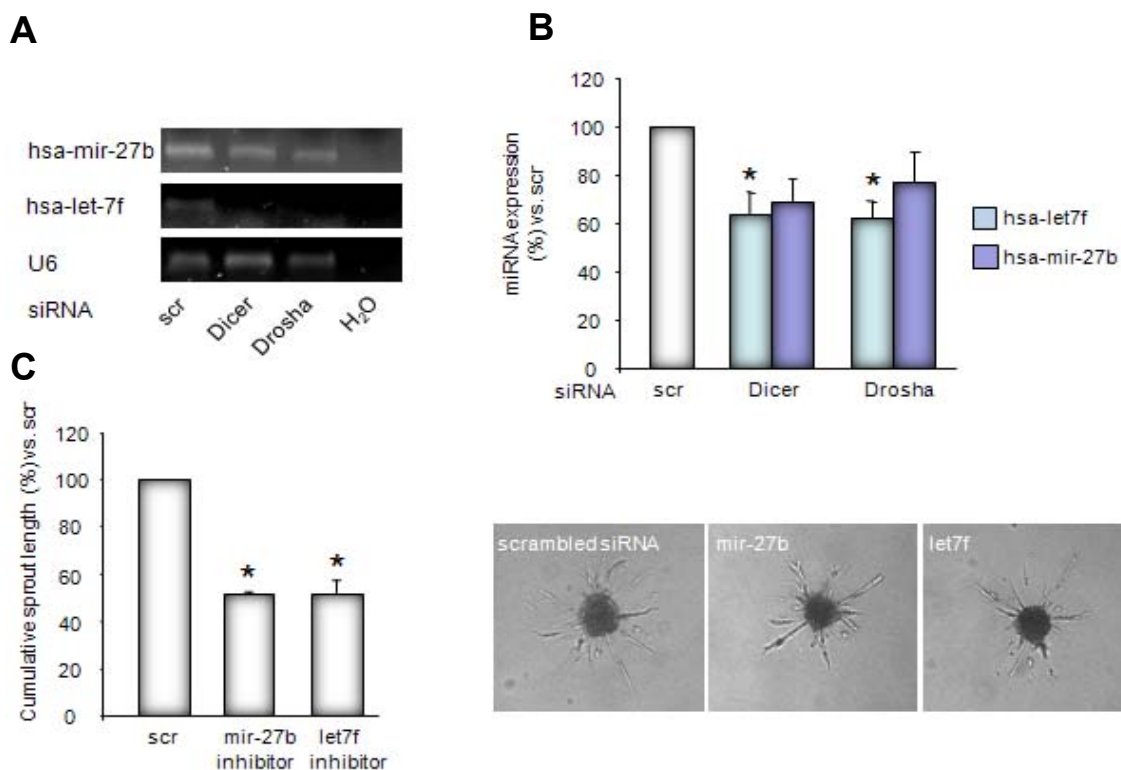 A
hsa-mir-27b
hsa-let-7f
U6
siRNA
scr
Dicer
Drosha
H2O
B
miRNA expression
(%) vs. scr
120
100
80
60
40
20
0
*
*
siRNA
scr
Dicer
Drosha
hsa-let7f
hsa-mir-27b
C
Cumulative sprout length (%) vs. scr
120
100
80
60
40
20
0
*
*
scr
mir-27b
inhibitor
let7f
inhibitor
scrambled siRNA
mir-27b
let7f